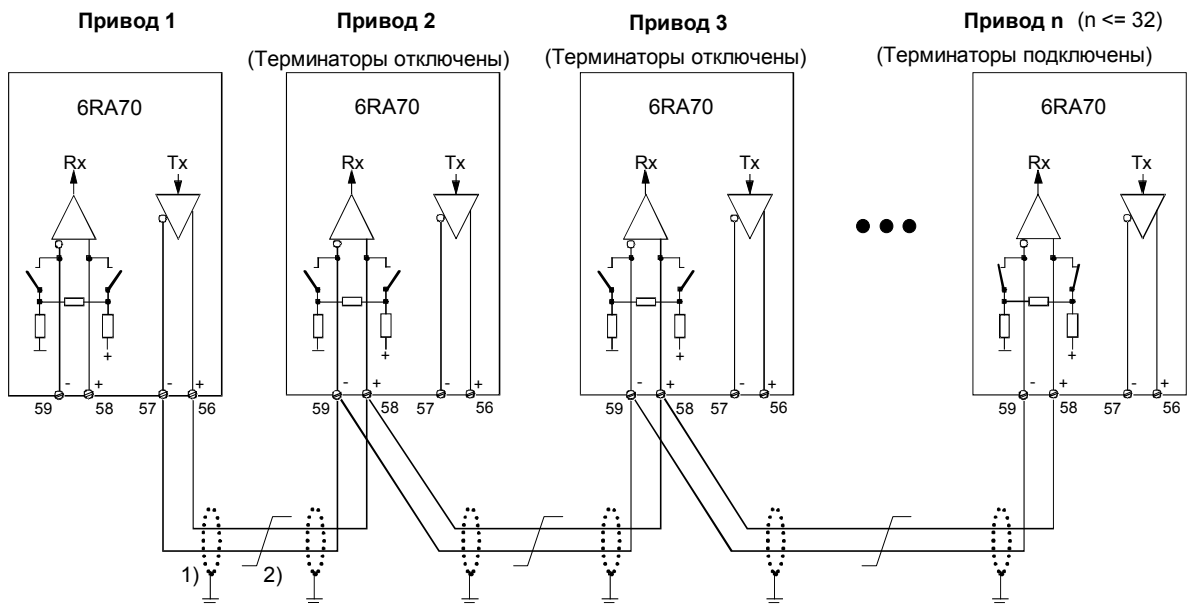 Привод 1
Привод 2
Привод 3
Привод n (n <= 32)
(Терминаторы отключены)
(Терминаторы отключены)
(Терминаторы подключены)
6RA70
6RA70
6RA70
6RA70
Rx Tx
Rx Tx
Rx Tx
Rx Tx
+
+
+
+
- + - +
- + - +
- + - +
- + - +
59 58 57 56
59 58 57 56
59 58 57 56
59 58 57 56
1) 2)